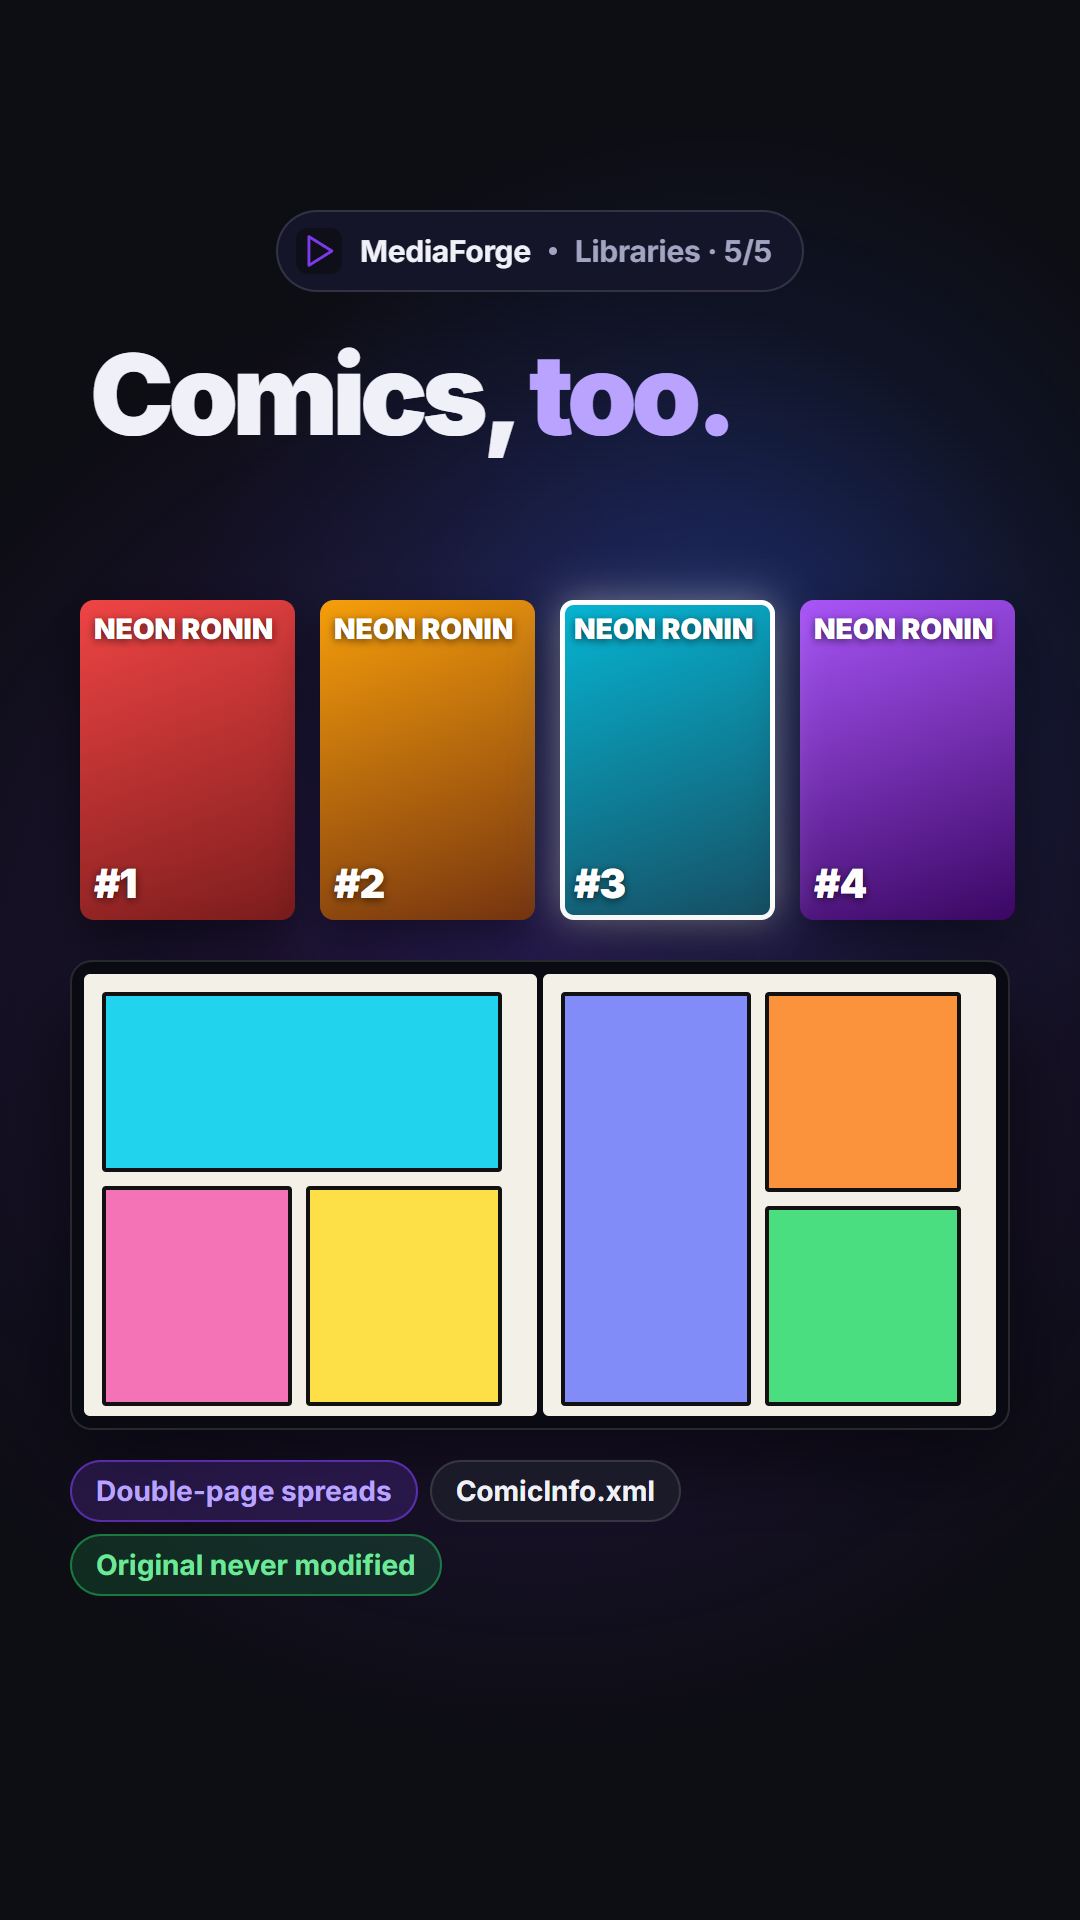 MediaForge • Libraries · 5/5
Comics, too.
NEON RONIN
#1
NEON RONIN
#2
NEON RONIN
#3
NEON RONIN
#4
Double-page spreads
ComicInfo.xml
Original never modified